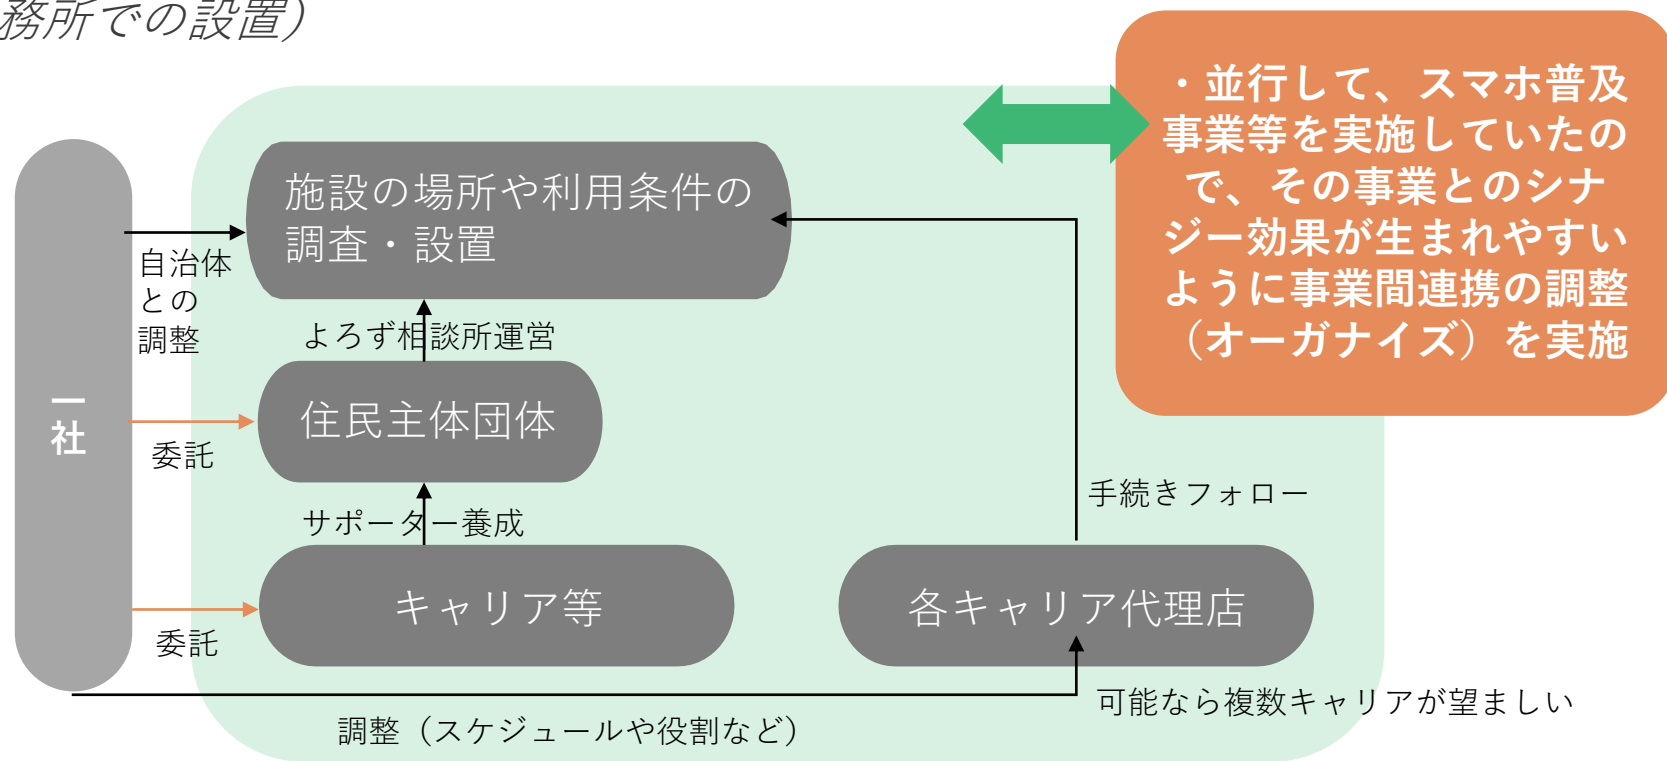 務所での設置）
・並行して、スマホ普及
事業等を実施していたの
で、その事業とのシナ
ジー効果が生まれやすい
ように事業間連携の調整
（オーガナイズ）を実施
施設の場所や利用条件の
調査・設置
自治体
との
調整
よろず相談所運営
一
社
住民主体団体
委託
サポーター養成
手続きフォロー
キャリア等
各キャリア代理店
委託
可能なら複数キャリアが望ましい
調整（スケジュールや役割など）